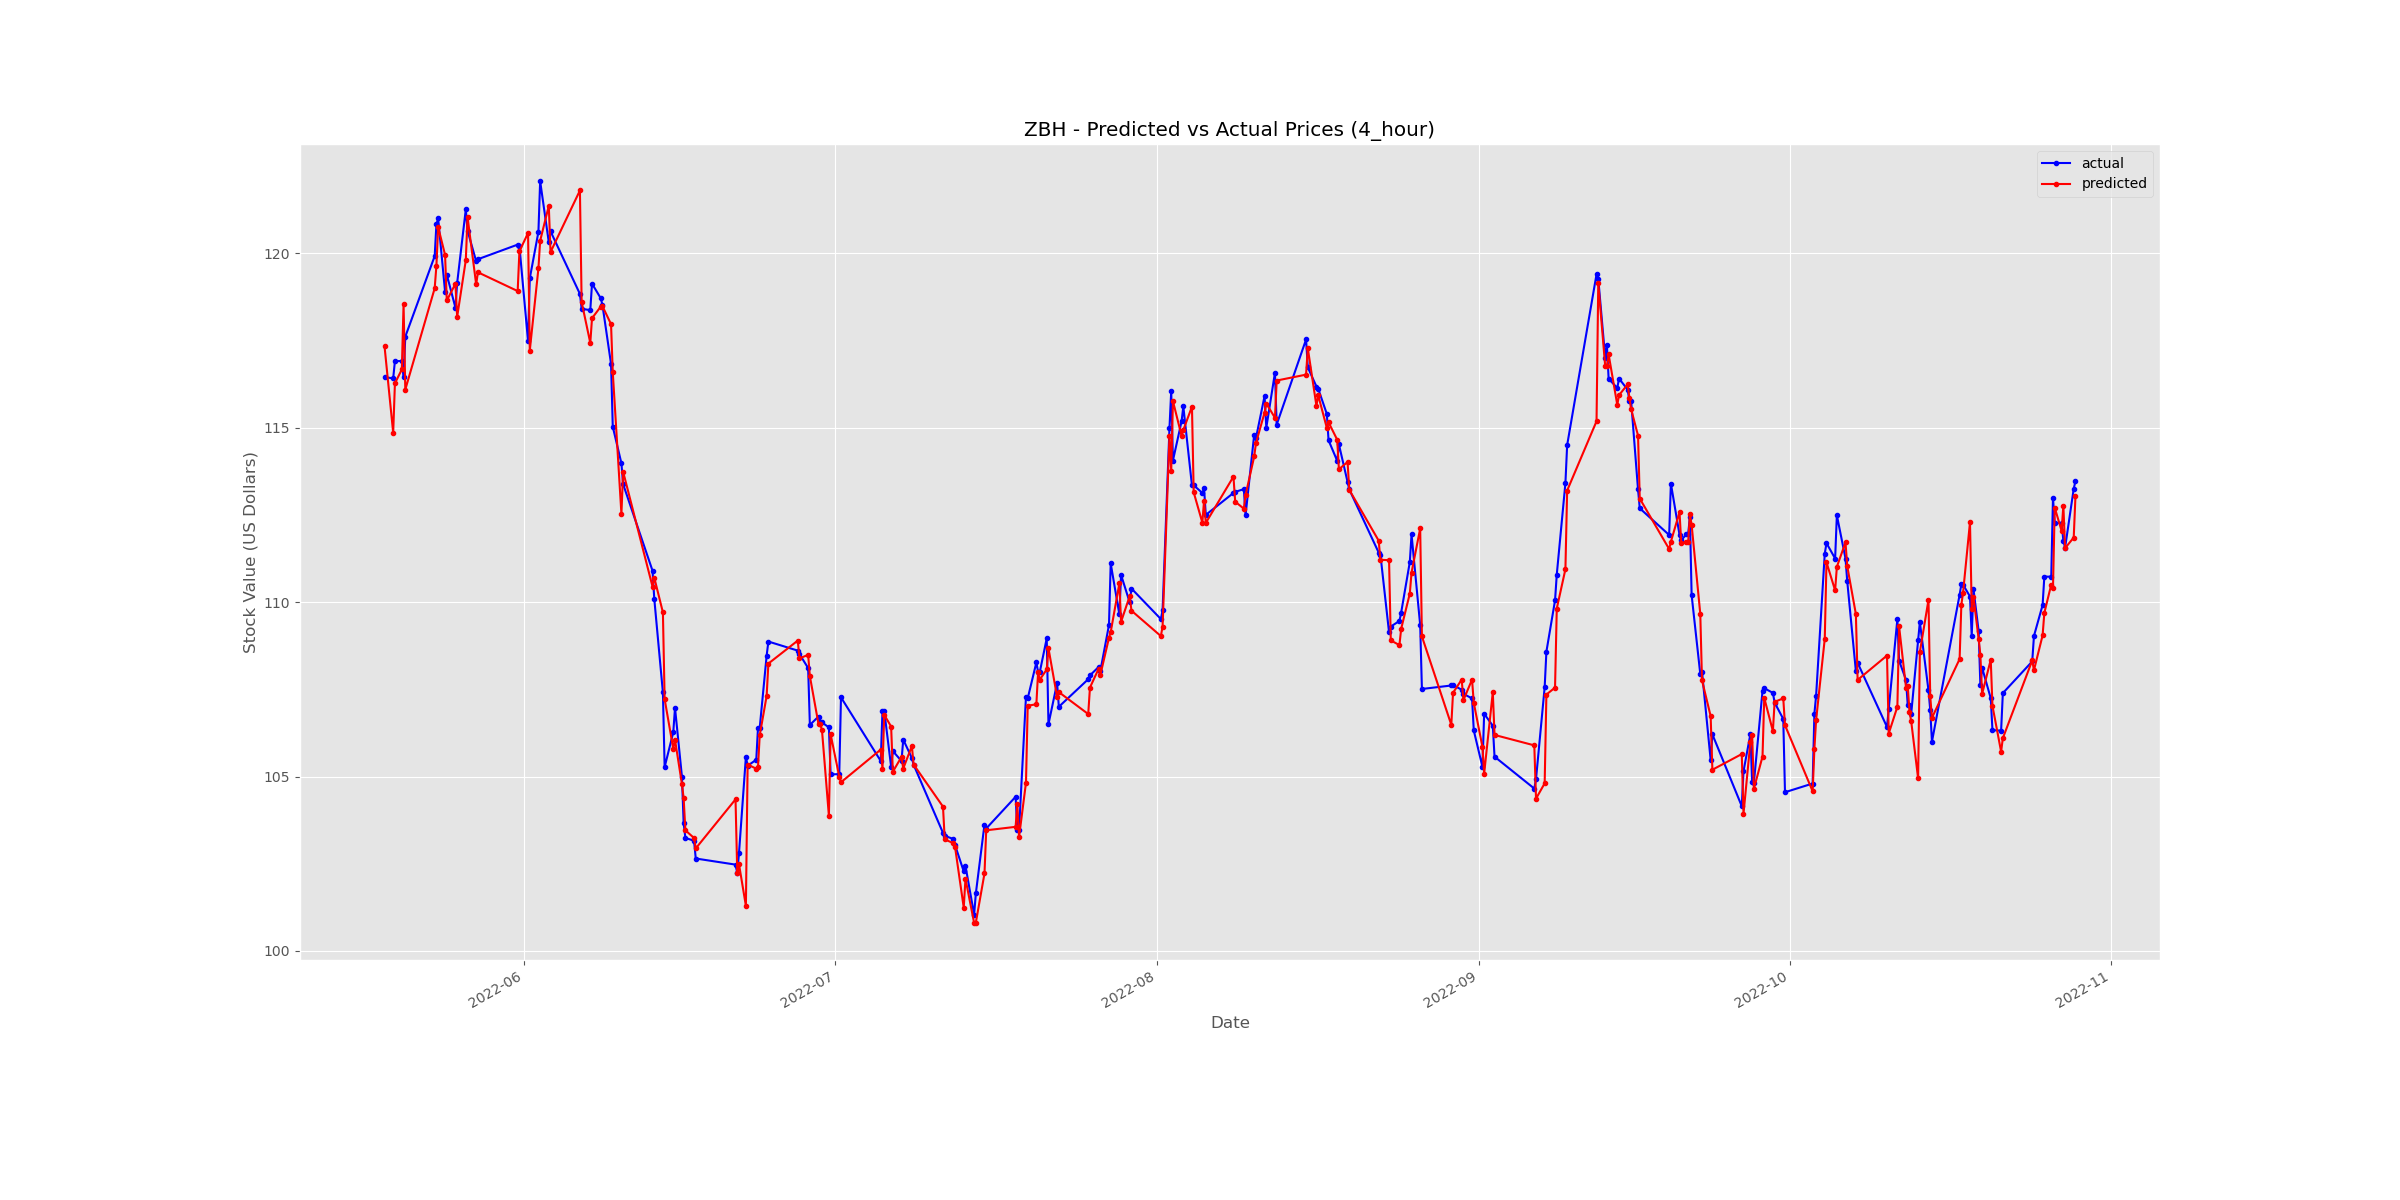 ZBH - Predicted vs Actual Prices (4_hour)
actual
predicted
120
115
110
105
100
Stock Value (US Dollars)
2022-06
2022-07
2022-08
2022-09
2022-10
2022-11
Date